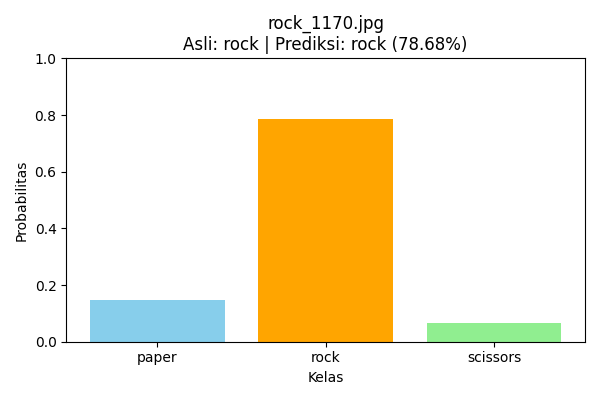 rock_1170.jpg
Asli: rock | Prediksi: rock (78.68%)
1.0
0.8
0.6
0.4
0.2
0.0
Probabilitas
paper rock scissors
Kelas